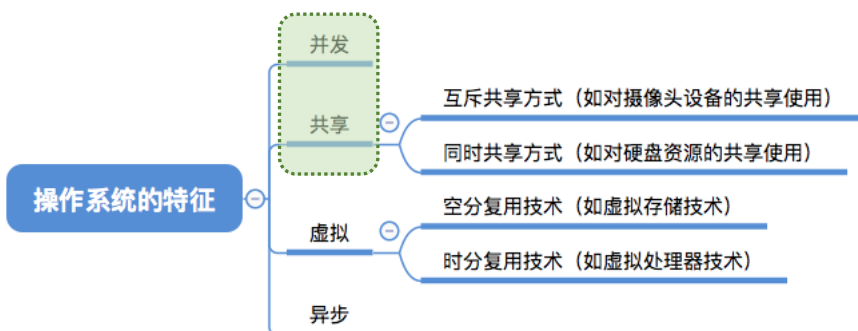 并发
共享
互斥共享方式（如对摄像头设备的共享使用）
同时共享方式（如对硬盘资源的共享使用）
操作系统的特征
虚拟
空分复用技术（如虚拟存储技术）
时分复用技术（如虚拟处理器技术）
异步